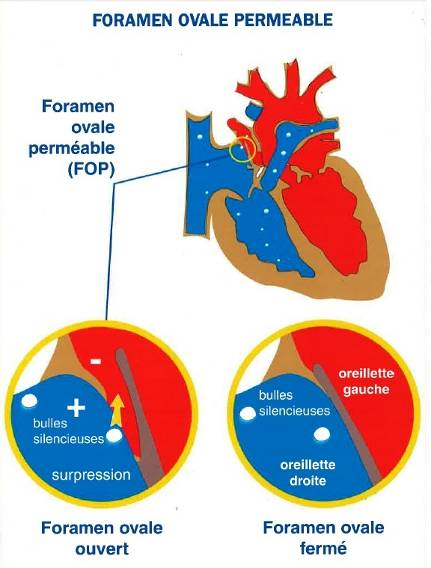 FORAMEN OVALE PERMEABLE
Foramen
ovale
perméable
(FOP)
-
+
bulles
silencieuses
surpression
Foramen ovale
ouvert
oreillette
gauche
bulles
silencieuses
oreillette
droite
Foramen ovale
fermé